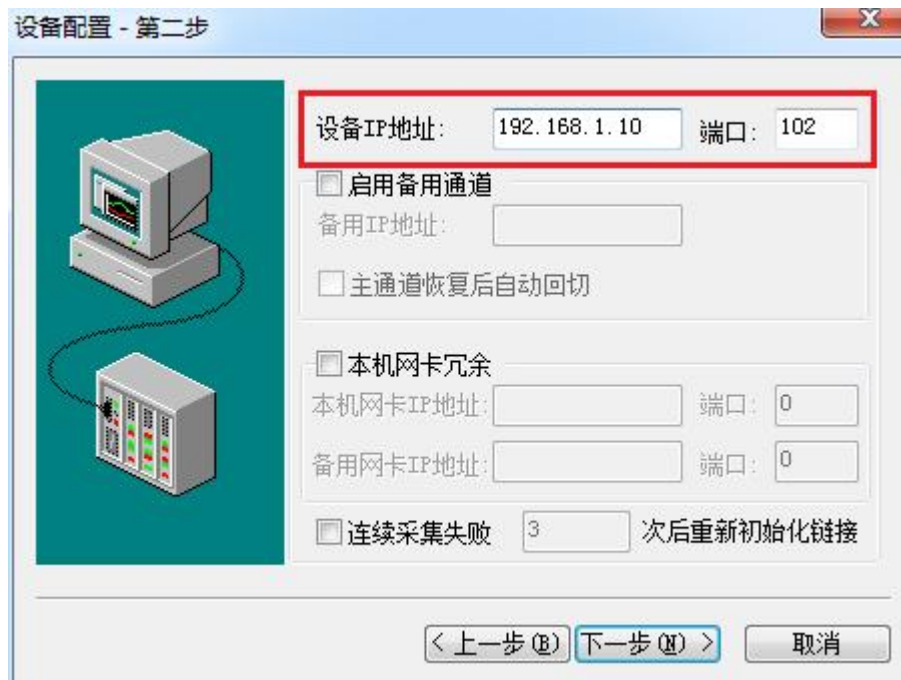 设备配置 - 第二步
设备IP地址: 192.168.1.10 端口: 102
启用备用通道
备用IP地址:
主通道恢复后自动回切
本机网卡冗余
本机网卡IP地址: 端口: 0
备用网卡IP地址: 端口: 0
连续采集失败 3 次后重新初始化链接
< 上一步(B) 下一步(N) > 取消